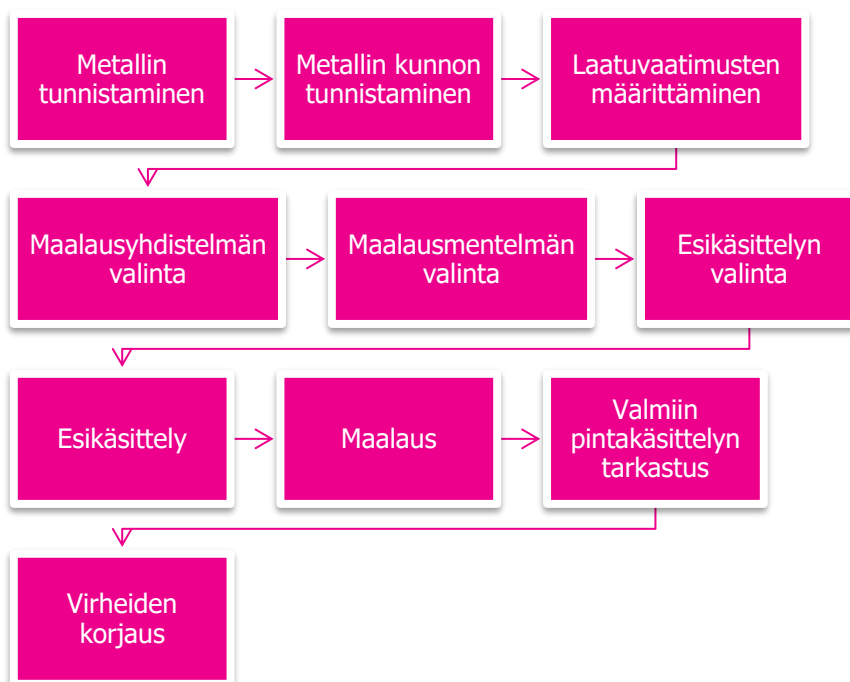 Metallin
tunnistaminen
Metallin kunnon
tunnistaminen
Laatuvaatimusten
määrittäminen
Maalausyhdistelmän
valinta
Maalausmentelmän
valinta
Esikäsittelyn
valinta
Esikäsittely
Maalaus
Valmiin
pintakäsittelyn
tarkastus
Virheiden
korjaus